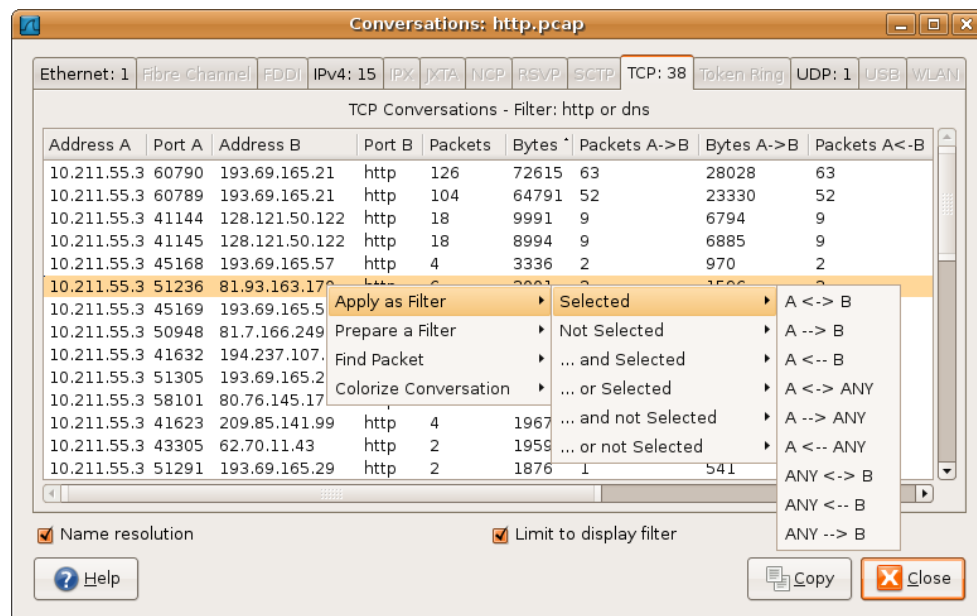 Conversations: http.pcap
Ethernet: 1 Fibre Channel FDDI IPv4: 15 IPX JXTA NCP RSVP SCTP TCP: 38 Token Ring UDP: 1 USB WLAN
TCP Conversations - Filter: http or dns
Address A Port A Address B Port B Packets Bytes Packets A->B Bytes A->B Packets A<-B
10.211.55.3 60790 193.69.165.21 http 126 72615 63 28028 63
10.211.55.3 60789 193.69.165.21 http 104 64791 52 23330 52
10.211.55.3 41144 128.121.50.122 http 18 9991 9 6794 9
10.211.55.3 41145 128.121.50.122 http 18 8994 9 6885 9
10.211.55.3 45168 193.69.165.57 http 4 3336 2 970 2
10.211.55.3 51236 81.93.163.170
10.211.55.3 45169 193.69.165.5
10.211.55.3 50948 81.7.166.249
10.211.55.3 41632 194.237.107.
10.211.55.3 51305 193.69.165.2
10.211.55.3 58101 80.76.145.17
10.211.55.3 41623 209.85.141.99 http 4 1967
10.211.55.3 43305 62.70.11.43 http 2 1959
10.211.55.3 51291 193.69.165.29 http 2 1876 1 541
Apply as Filter
Prepare a Filter
Find Packet
Colorize Conversation
Selected
Not Selected
... and Selected
... or Selected
... and not Selected
... or not Selected
A <-> B
A --> B
A <-- B
A <-> ANY
A --> ANY
A <-- ANY
ANY <-> B
ANY <-- B
ANY --> B
Name resolution
Limit to display filter
Help
Copy
Close